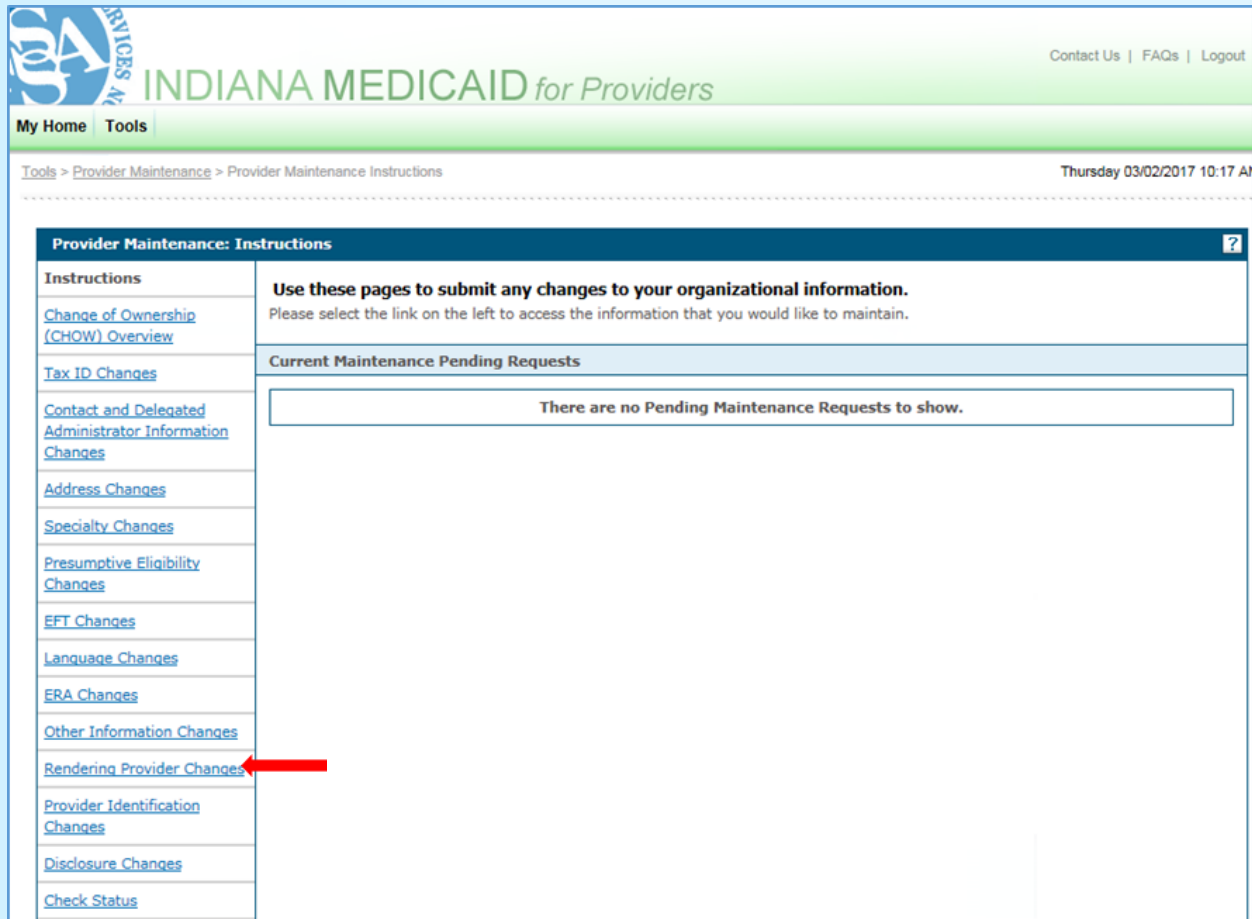 SERVICES
Contact Us | FAQs | Logout
INDIANA MEDICAID for Providers
My Home Tools
Tools > Provider Maintenance > Provider Maintenance Instructions
Thursday 03/02/2017 10:17 AM
Provider Maintenance: Instructions
?
Instructions
Change of Ownership
(CHOW) Overview
Tax ID Changes
Contact and Delegated
Administrator Information
Changes
Address Changes
Specialty Changes
Presumptive Eligibility
Changes
EFT Changes
Language Changes
ERA Changes
Other Information Changes
Rendering Provider Changes
Provider Identification
Changes
Disclosure Changes
Check Status
Use these pages to submit any changes to your organizational information.
Please select the link on the left to access the information that you would like to maintain.
Current Maintenance Pending Requests
There are no Pending Maintenance Requests to show.